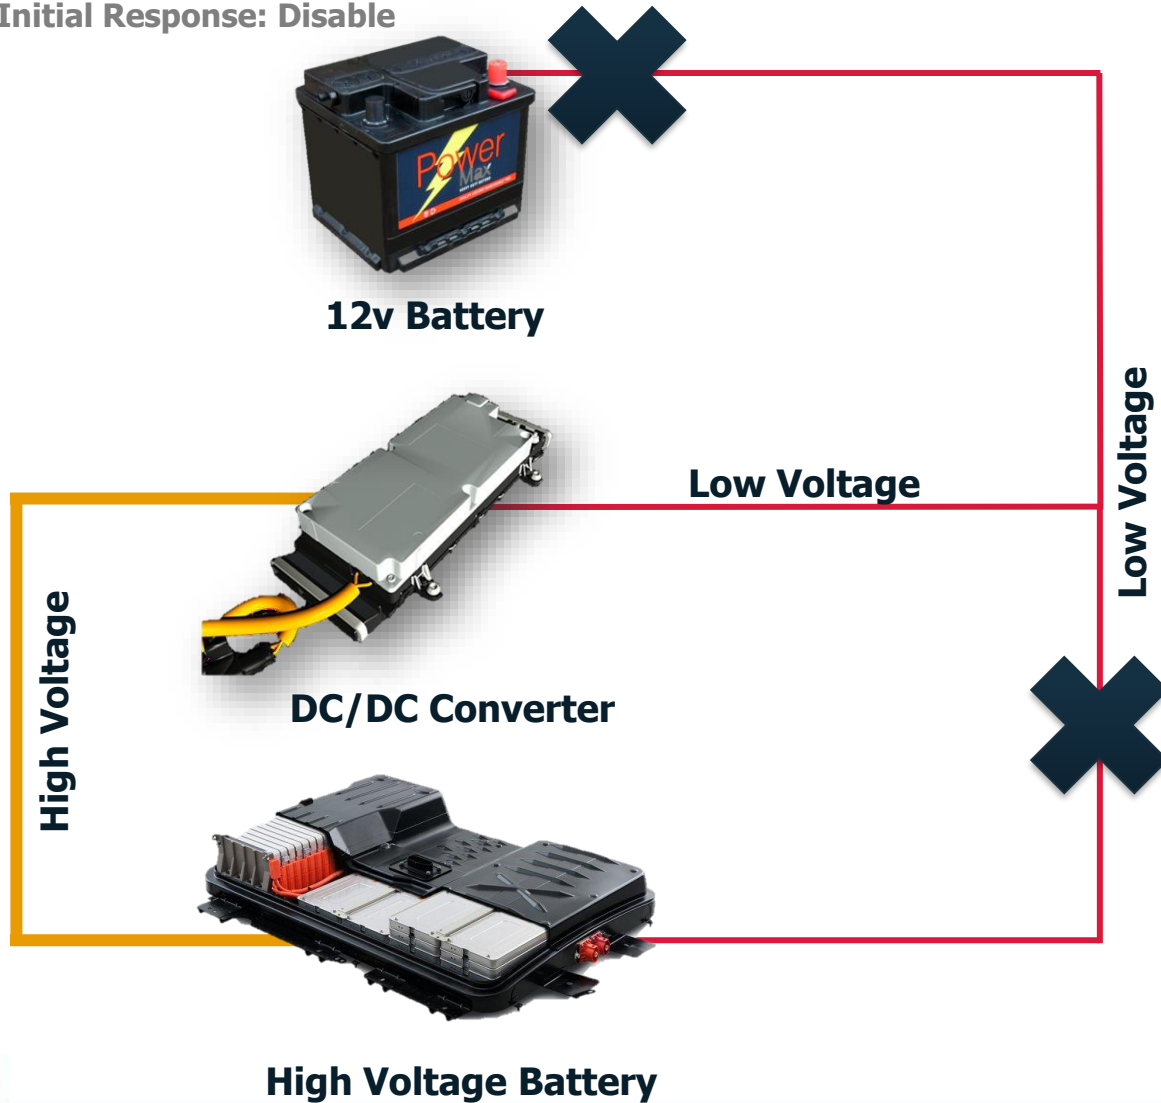 Initial Response: Disable
Power
Max
12v Battery
Low Voltage
Low Voltage
High Voltage
DC/DC Converter
High Voltage Battery